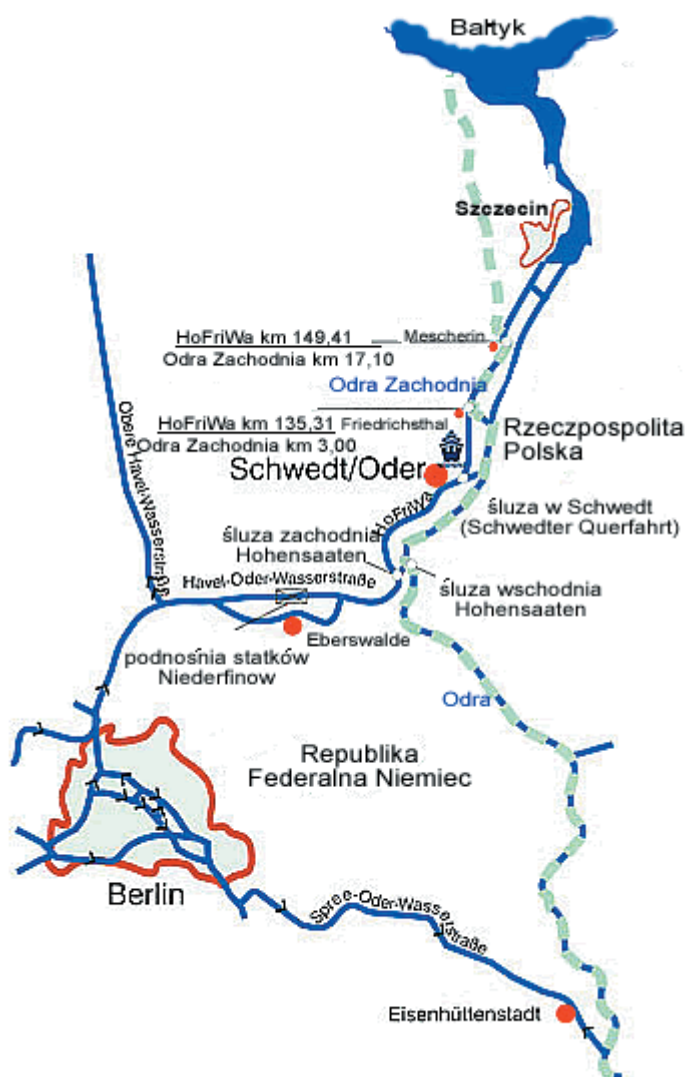 Bałtyk
Szczecin
HoFriWa km 149,41
Mescherin
Odra Zachodnia km 17,10
Odra Zachodnia
HoFriWa km 135,31
Friedrichsthal
Odra Zachodnia km 3,00
Rzeczpospolita
Polska
Schwedt/Oder
Obere Havel-Wasserstraße
HoFriWa
śluza w Schwedt
(Schwedter Querfahrt)
śluza zachodnia
Hohensaaten
Havel-Oder-Wasserstraße
śluza wschodnia
Hohensaaten
Eberswalde
podnośnia statków
Niederfinow
Odra
Republika
Federalna Niemiec
Berlin
Spree-Oder-Wasserstraße
Eisenhüttenstadt